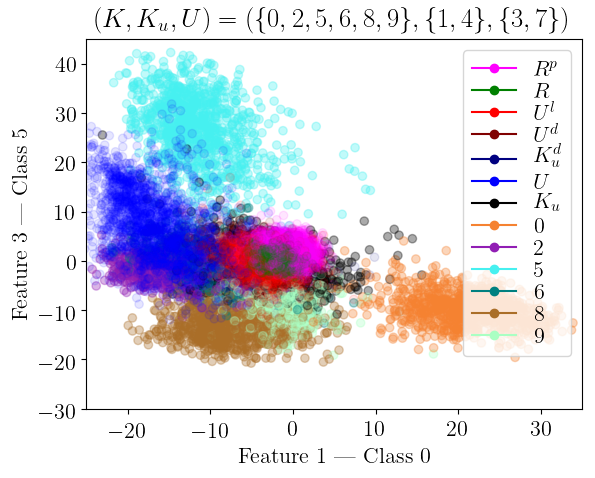 (K, K_u, U) = ({0, 2, 5, 6, 8, 9}, {1, 4}, {3, 7})
40
30
20
10
0
−10
−20
−30
Feature 3 — Class 5
−20
−10
0
10
20
30
Feature 1 — Class 0
R^p
R
U^l
U^d
K_u^d
U
K_u
0
2
5
6
8
9